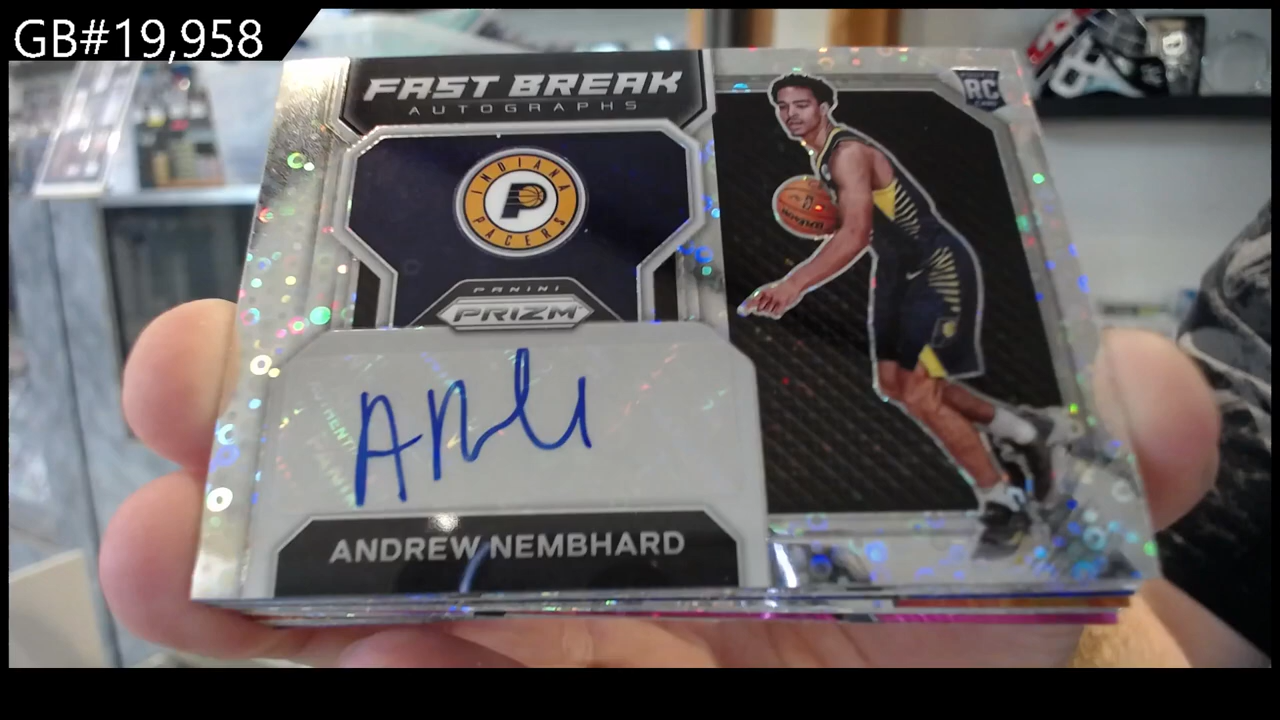 GB#19,958
FAST BREAK
AUTOGRAPHS
INDIANA
P
PACERS
PANINI
PRIZM
RC
ANDREW NEMBHARD